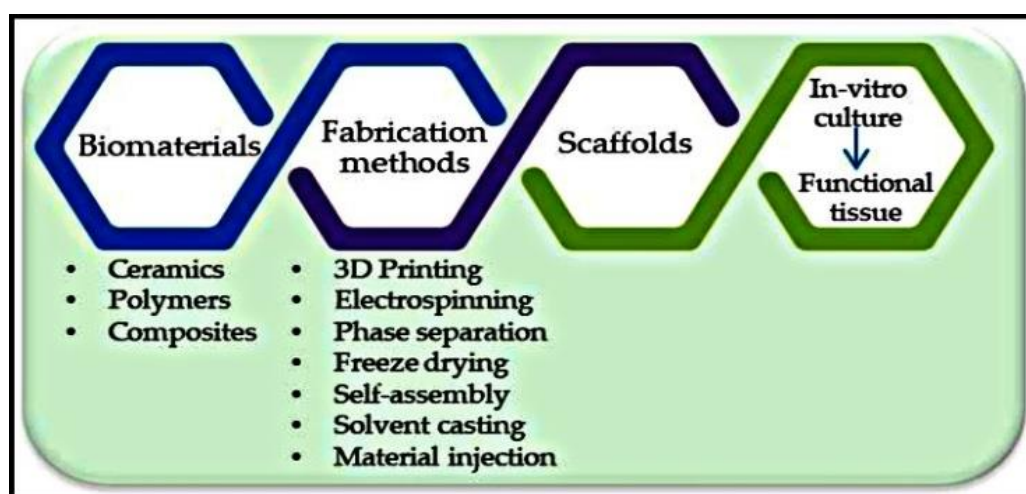 Biomaterials
Fabrication
methods
Scaffolds
In-vitro
culture
Functional
tissue
• Ceramics
• Polymers
• Composites
• 3D Printing
• Electrospinning
• Phase separation
• Freeze drying
• Self-assembly
• Solvent casting
• Material injection